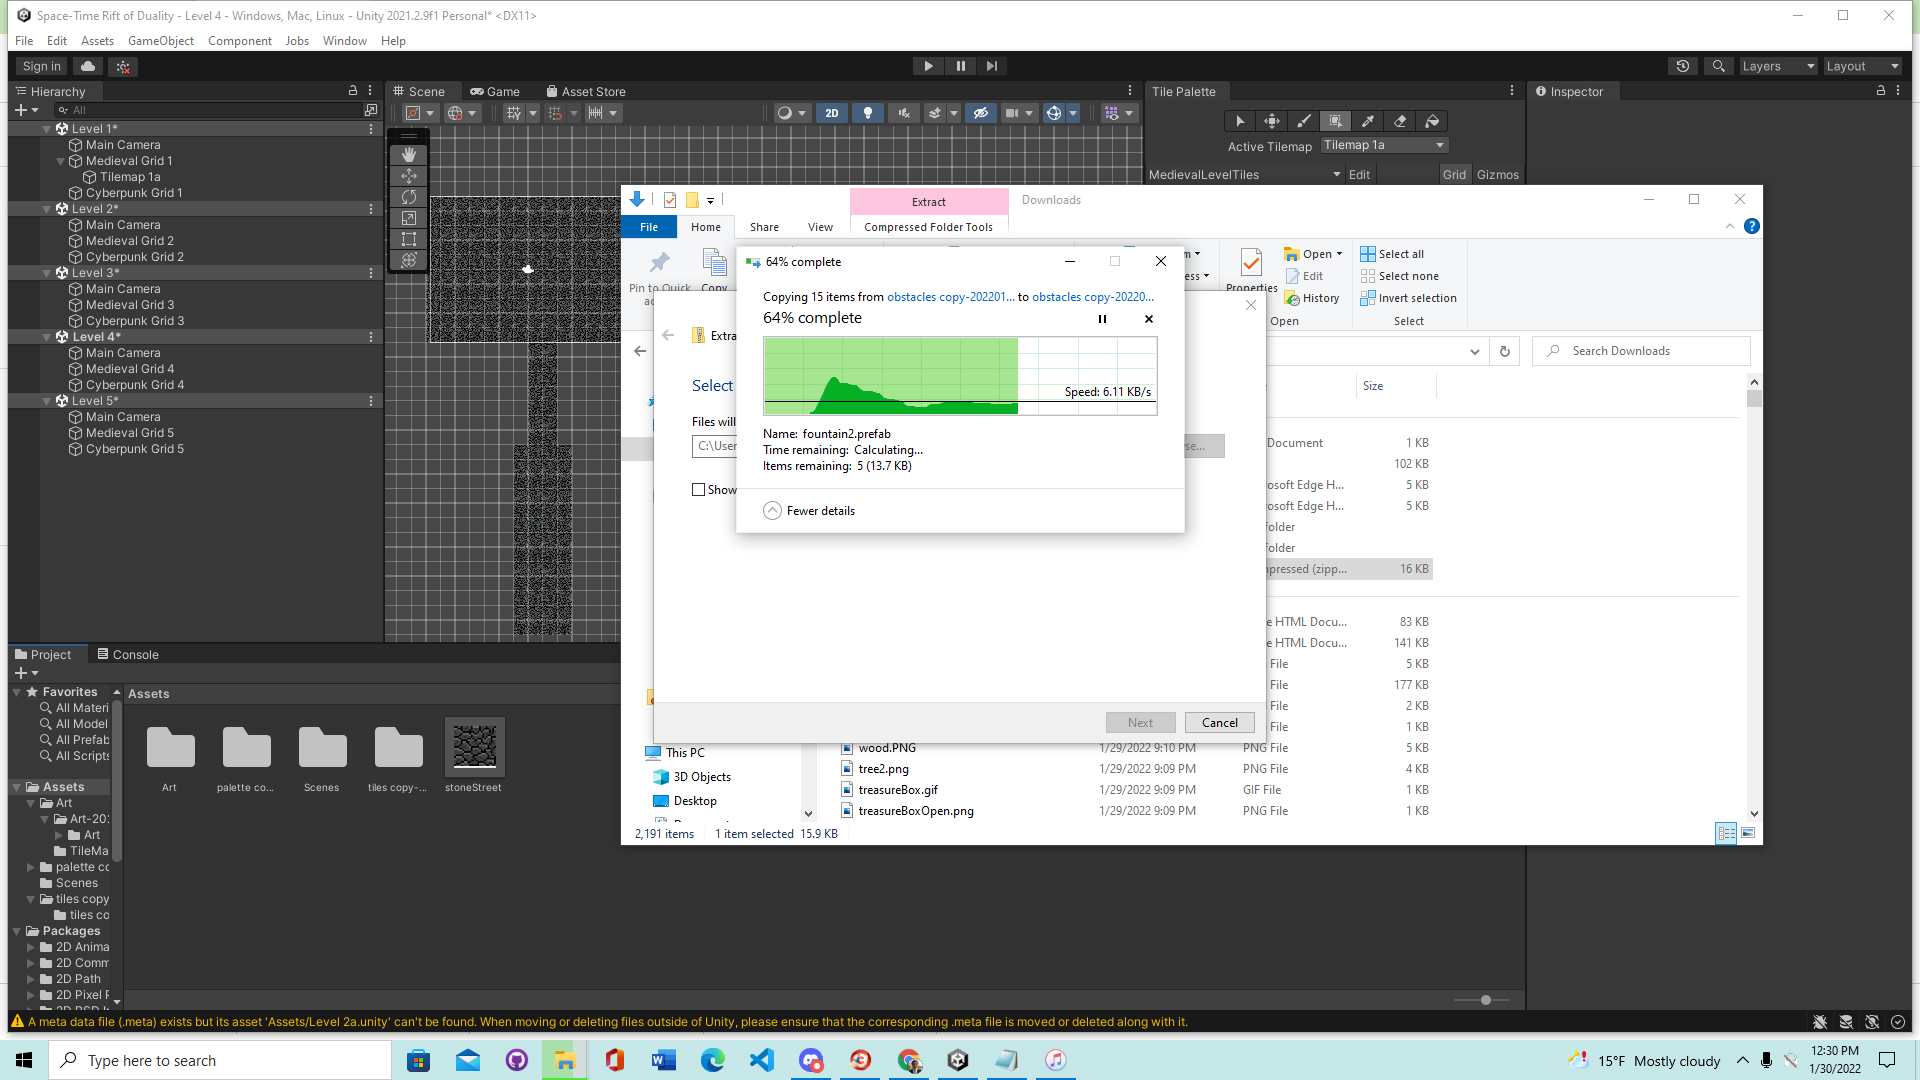 Space-Time Rift of Duality - Level 4 - Windows, Mac, Linux - Unity 2021.2.9f1 Personal* <DX11>
File Edit Assets GameObject Component Jobs Window Help
Sign in
Layers Layout
Hierarchy
All
Scene Game Asset Store
2D
Tile Palette
Inspector
Active Tilemap Tilemap 1a
MedievalLevelTiles Edit Grid Gizmos
Level 1*
Main Camera
Medieval Grid 1
Tilemap 1a
Cyberpunk Grid 1
Level 2*
Main Camera
Medieval Grid 2
Cyberpunk Grid 2
Level 3*
Main Camera
Medieval Grid 3
Cyberpunk Grid 3
Level 4*
Main Camera
Medieval Grid 4
Cyberpunk Grid 4
Level 5*
Main Camera
Medieval Grid 5
Cyberpunk Grid 5
Extract Downloads
File Home Share View Compressed Folder Tools
Pin to Quick
Copy
Properties
Open
Edit
History
Open
Select all
Select none
Invert selection
Select
Search Downloads
Size
64% complete
Copying 15 items from obstacles copy-202201... to obstacles copy-20220...
64% complete
Speed: 6.11 KB/s
Name: fountain2.prefab
Time remaining: Calculating...
Items remaining: 5 (13.7 KB)
Fewer details
Extra
Select
Files will
C:\User
Show
Next Cancel
Document 1 KB
102 KB
rosoft Edge H... 5 KB
rosoft Edge H... 5 KB
folder
folder
mpressed (zipp... 16 KB
e HTML Docu... 83 KB
e HTML Docu... 141 KB
File 5 KB
File 177 KB
File 2 KB
File 1 KB
wood.PNG 1/29/2022 9:10 PM PNG File 5 KB
tree2.png 1/29/2022 9:09 PM PNG File 4 KB
treasureBox.gif 1/29/2022 9:09 PM GIF File 1 KB
treasureBoxOpen.png 1/29/2022 9:09 PM PNG File 1 KB
This PC
3D Objects
Desktop
2,191 items 1 item selected 15.9 KB
Project Console
Favorites
All Materi
All Model
All Prefab
All Scripts
Assets
Art
Art-202
Art
TileMa
palette co
Scenes
tiles copy
tiles co
Packages
2D Anima
2D Comm
2D Path
2D Pixel P
Assets
Art palette co... Scenes tiles copy-... stoneStreet
A meta data file (.meta) exists but its asset 'Assets/Level 2a.unity' can't be found. When moving or deleting files outside of Unity, please ensure that the corresponding .meta file is moved or deleted along with it.
Type here to search
15°F Mostly cloudy
12:30 PM
1/30/2022